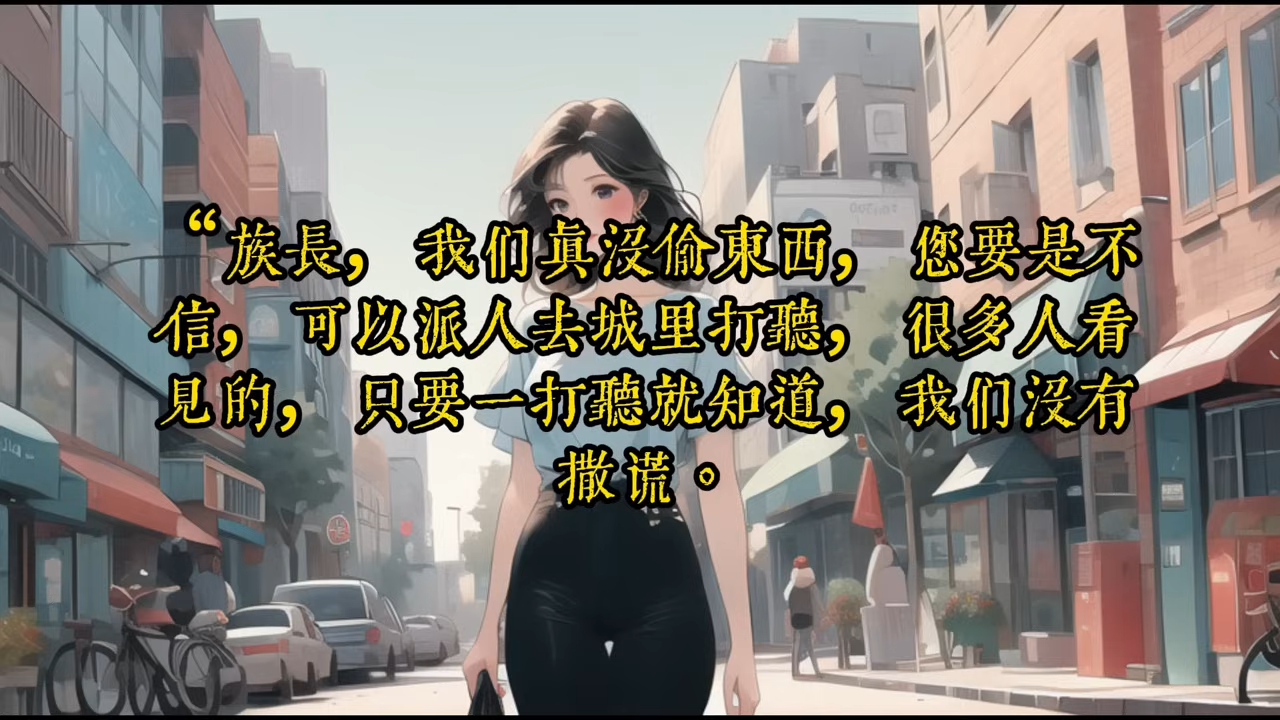 “族長，我们眞没偷東西，您要是不
信，可以派人去城里打聽，很多人看
見的，只要一打聽就知道，我们没有
撒谎。